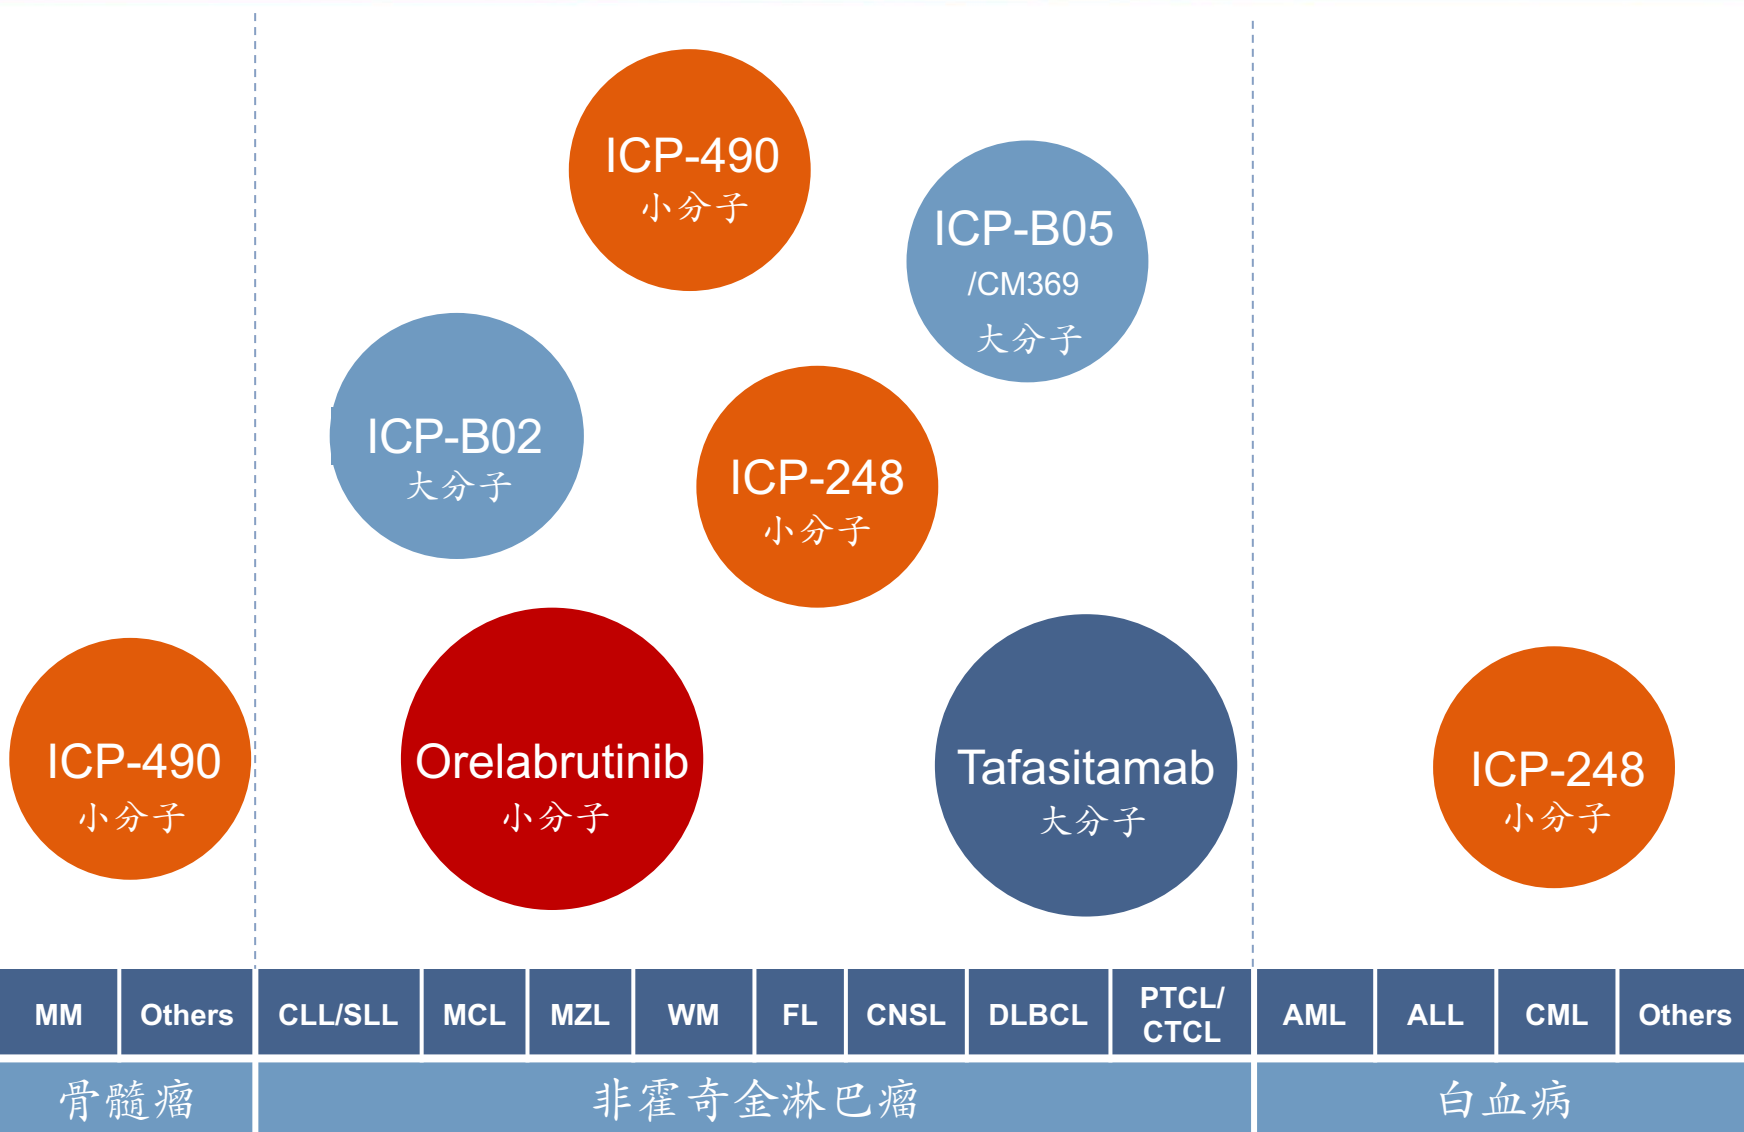 ICP-490
小分子
ICP-B05
/CM369
大分子
ICP-B02
大分子
ICP-248
小分子
ICP-490
小分子
Orelabrutinib
小分子
Tafasitamab
大分子
ICP-248
小分子
MM
Others
CLL/SLL
MCL
MZL
WM
FL
CNSL
DLBCL
PTCL/
CTCL
AML
ALL
CML
Others
骨髓瘤
非霍奇金淋巴瘤
白血病